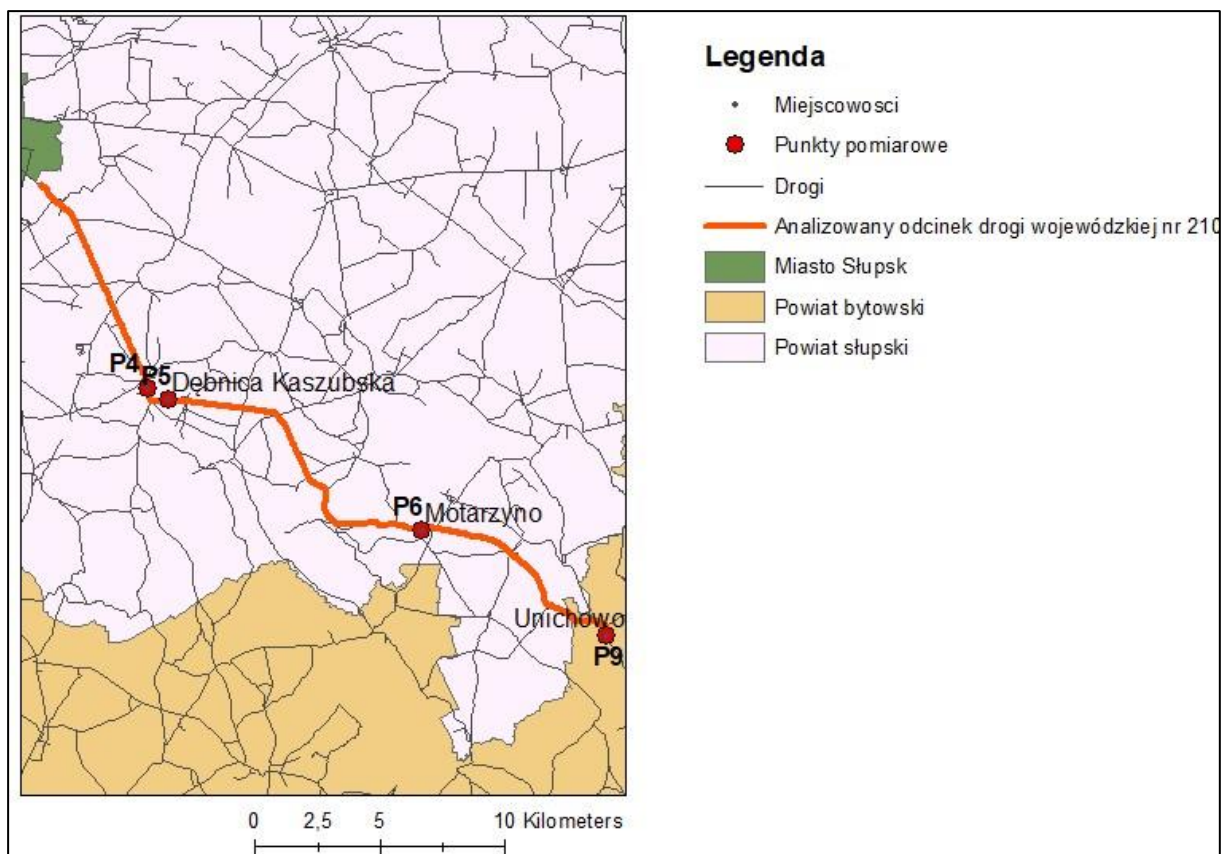 Legenda
Miejscowosci
Punkty pomiarowe
Drogi
Analizowany odcinek drogi wojewódzkiej nr 210
Miasto Słupsk
Powiat bytowski
Powiat słupski
P4
P5
Dębnica Kaszubska
P6
Motarzyno
Unichowo
P9
0 2,5 5 10 Kilometers